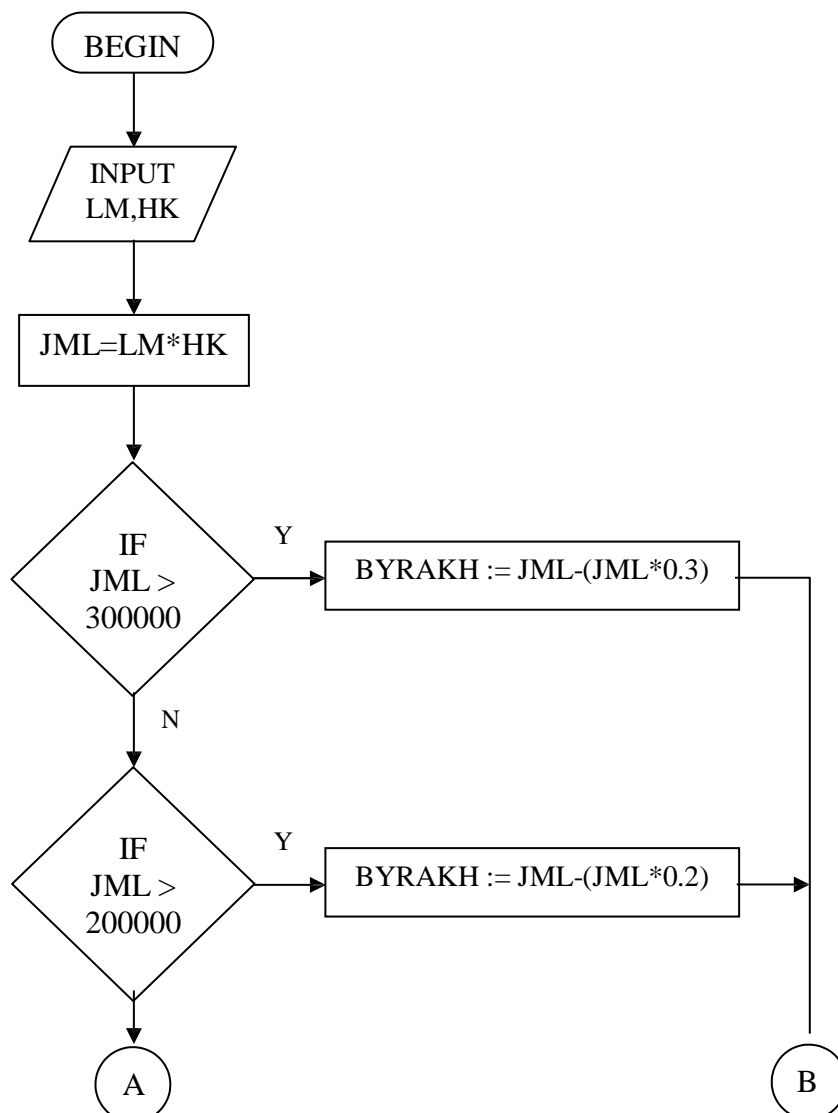 BEGIN
INPUT
LM,HK
JML=LM*HK
IF
JML >
300000
Y
BYRAKH := JML-(JML*0.3)
N
IF
JML >
200000
Y
BYRAKH := JML-(JML*0.2)
A
B